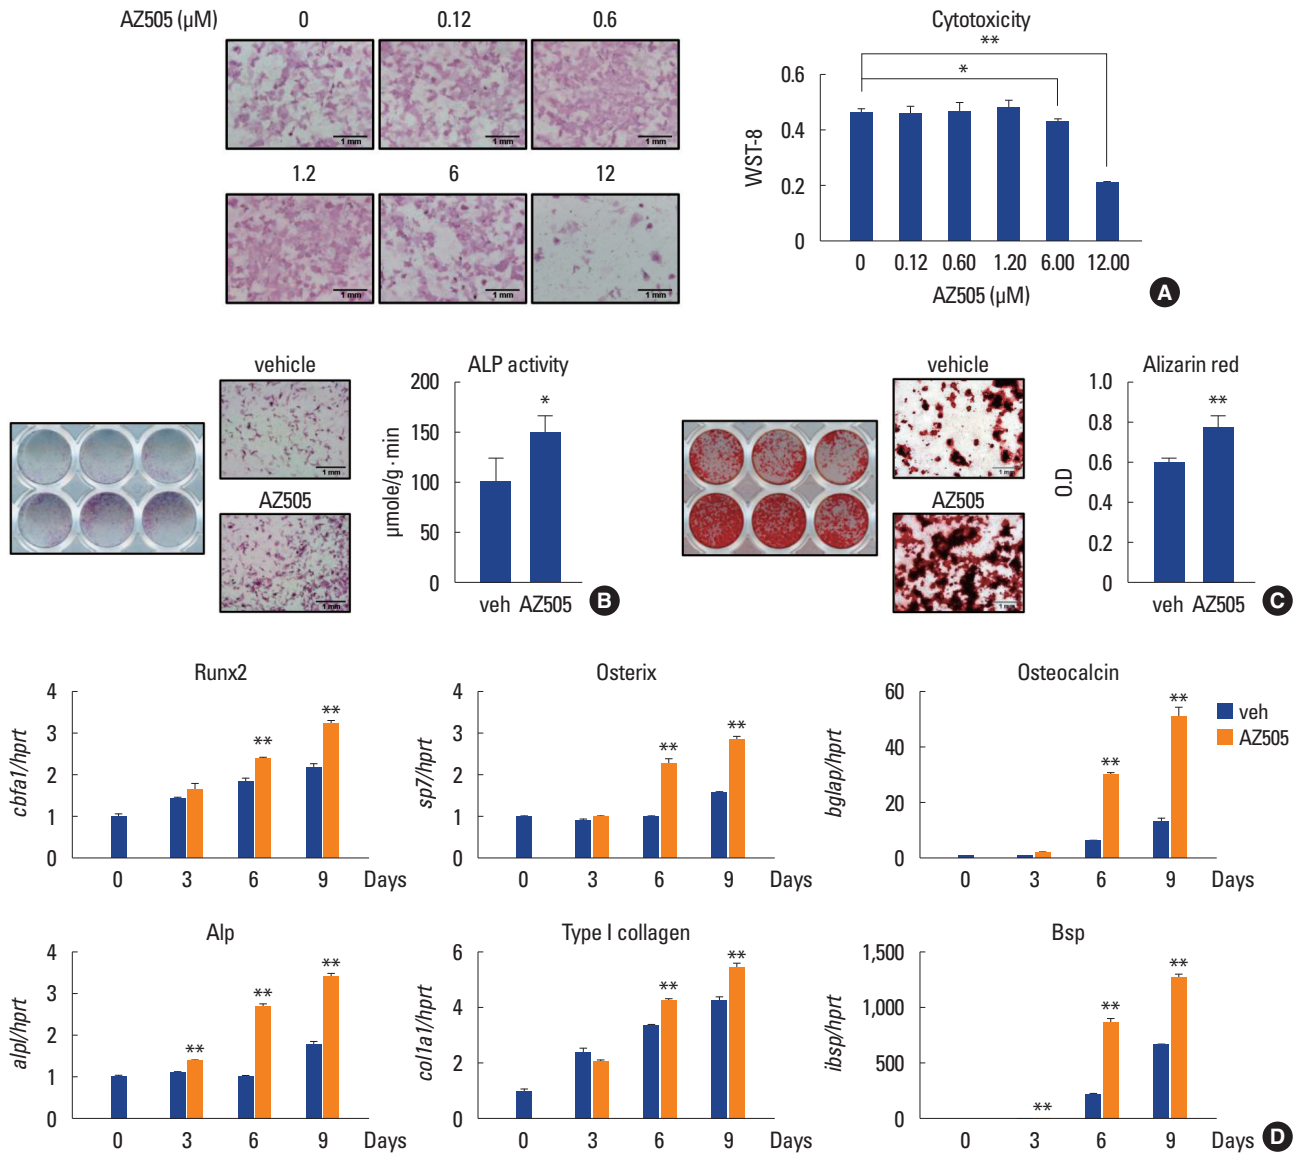 AZ505 (µM) 0 0.12 0.6
1 mm 1 mm 1 mm
1.2 6 12
1 mm 1 mm 1 mm
Cytotoxicity
**
*
WST-8
0.6
0.4
0.2
0
0 0.12 0.60 1.20 6.00 12.00
AZ505 (µM)
A
vehicle
1 mm
AZ505
1 mm
ALP activity
µmole/g · min
200
150
100
50
0
*
veh AZ505
B
vehicle
1 mm
AZ505
1 mm
Alizarin red
O.D
1.0
0.8
0.6
0.4
0.2
0
**
veh AZ505
C
Runx2
cbfa1/hprt
4
3
2
1
0
** **
0 3 6 9 Days
Osterix
sp7/hprt
4
3
2
1
0
** **
0 3 6 9 Days
Osteocalcin
bglap/hprt
60
40
20
0
** **
0 3 6 9 Days
veh
AZ505
Alp
alpl/hprt
4
3
2
1
0
** ** **
0 3 6 9 Days
Type I collagen
col1a1/hprt
6
4
2
0
** **
0 3 6 9 Days
Bsp
ibsp/hprt
1,500
1,000
500
0
** ** **
0 3 6 9 Days
D